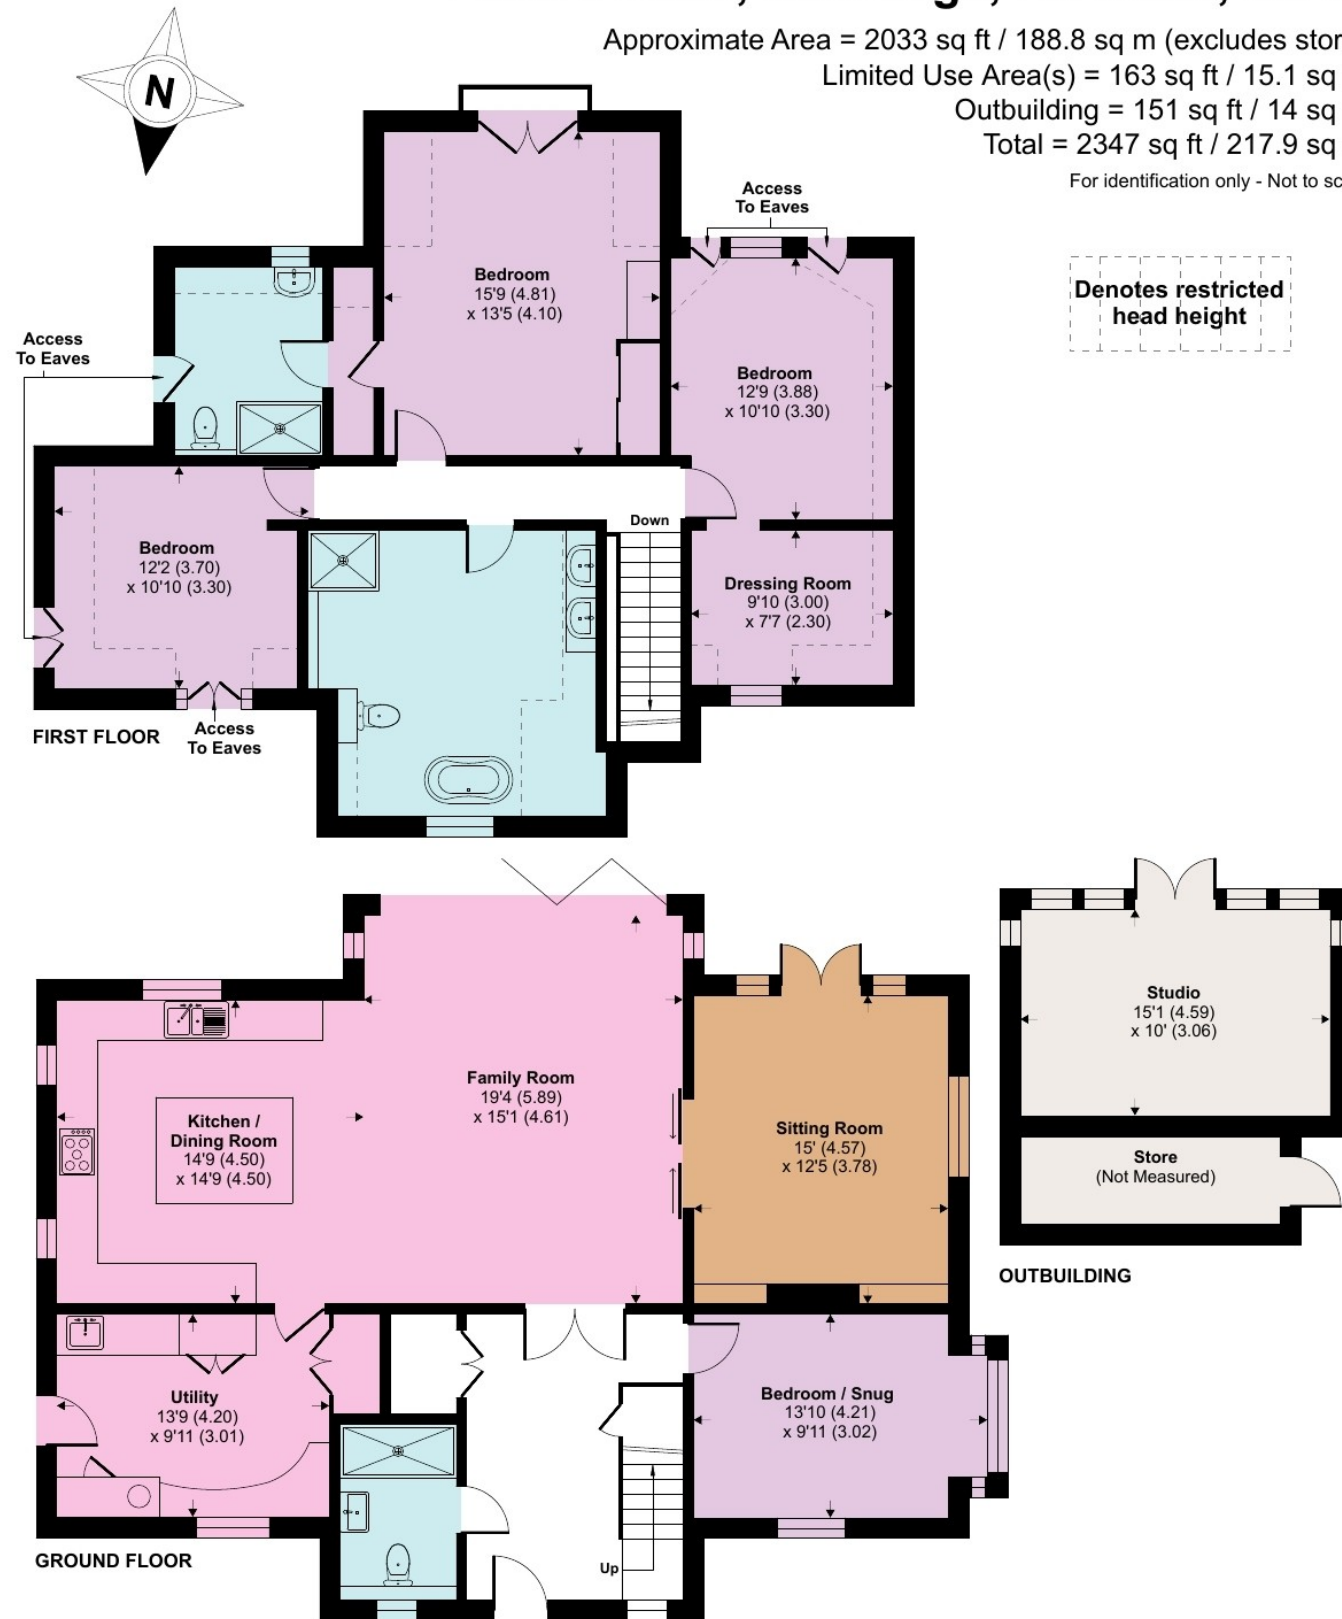 Approximate Area = 2033 sq ft / 188.8 sq m (excludes
Limited Use Area(s) = 163 sq ft / 15.1 sq
Outbuilding = 151 sq ft / 14 sq
Total = 2347 sq ft / 217.9 sq
For identification only - Not to
N
Access
To Eaves
Denotes restricted
head height
Bedroom
15'9 (4.81)
x 13'5 (4.10)
Access
To Eaves
Bedroom
12'9 (3.88)
x 10'10 (3.30)
Down
Bedroom
12'2 (3.70)
x 10'10 (3.30)
Dressing Room
9'10 (3.00)
x 7'7 (2.30)
FIRST FLOOR
Access
To Eaves
Studio
15'1 (4.59)
x 10' (3.06)
Family Room
19'4 (5.89)
x 15'1 (4.61)
Kitchen /
Dining Room
14'9 (4.50)
x 14'9 (4.50)
Sitting Room
15' (4.57)
x 12'5 (3.78)
Store
(Not Measured)
OUTBUILDING
Utility
13'9 (4.20)
x 9'11 (3.01)
Bedroom / Snug
13'10 (4.21)
x 9'11 (3.02)
Up
GROUND FLOOR